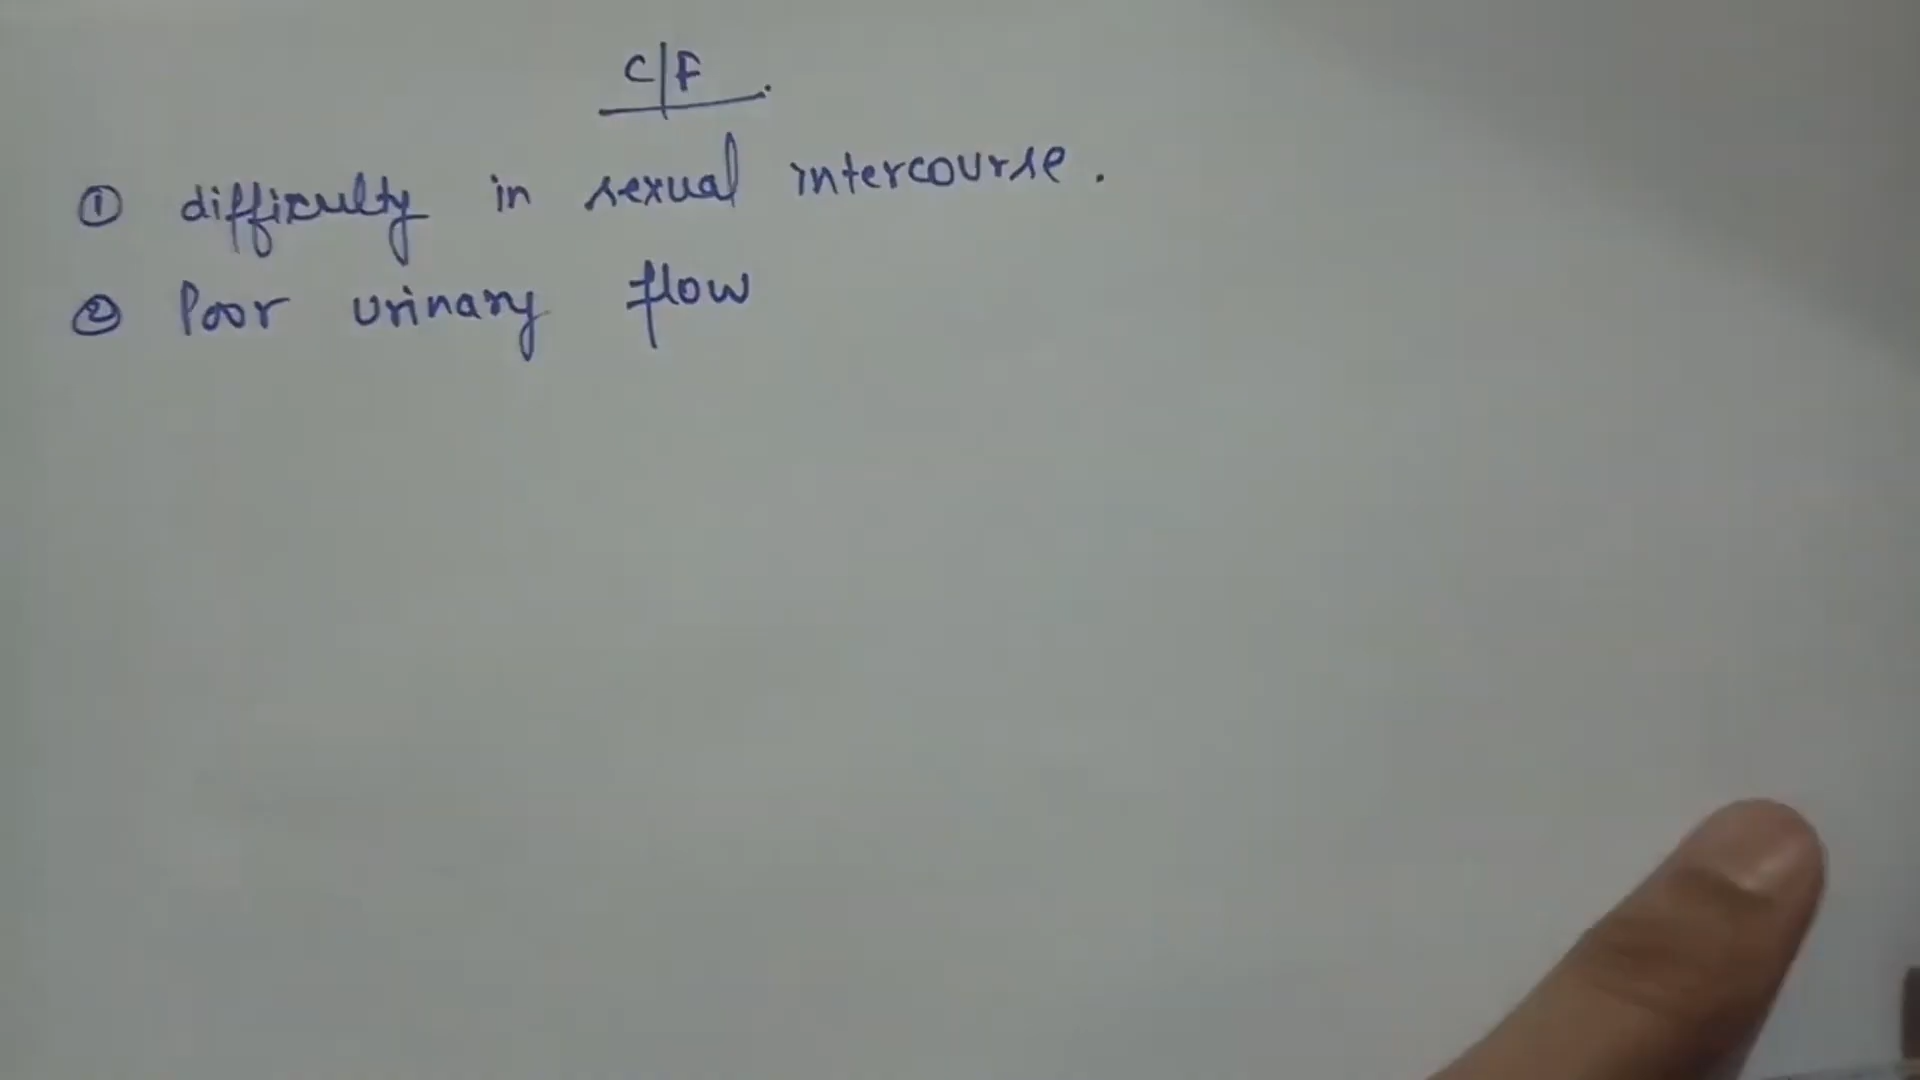 C/F.
① difficulty in sexual intercourse.
② Poor urinary flow